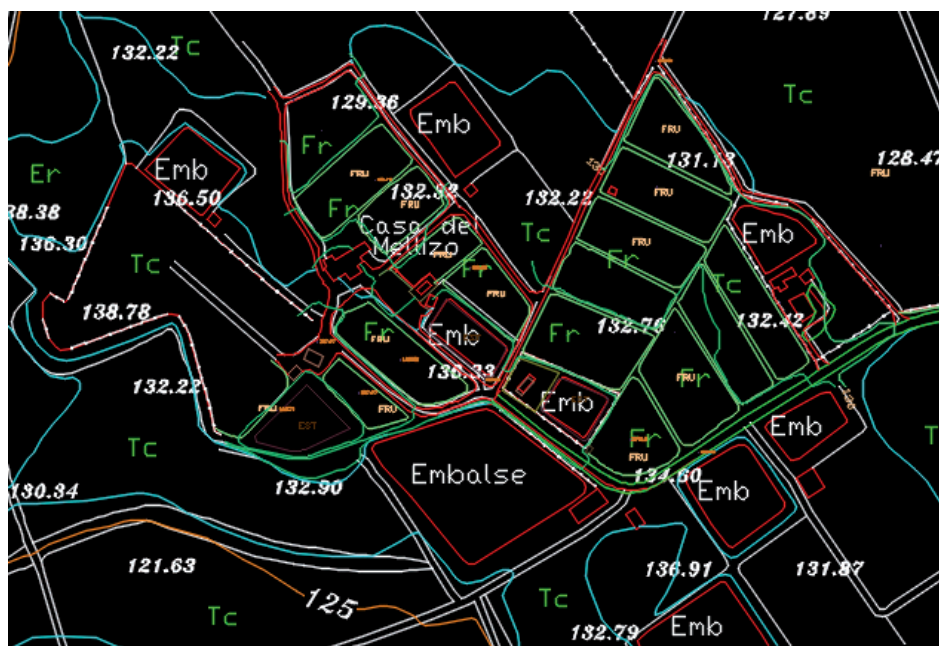 127.89
132.22 Tc
Tc
129.36
Emb
Fr
FRU
131.13
128.47
FRU
Er
Emb
136.50
FRU
132.52
FRU
FRU
132.22
38.38
136.30
Fr
Casa del
Mellizo
Tc
Emb
FRU
Fr
Tc
Fr
FRU
Tc
138.78
Fr
FRU
Emb
136.33
Fr
132.76
132.42
132.22
FRU
FRU
EST
Emb
FRU
Fr
Emb
Tc
Fr
FRU
T
130.34
132.90
Embalse
134.60
Emb
121.63
125
136.91
131.87
Tc
Tc
132.79
Emb